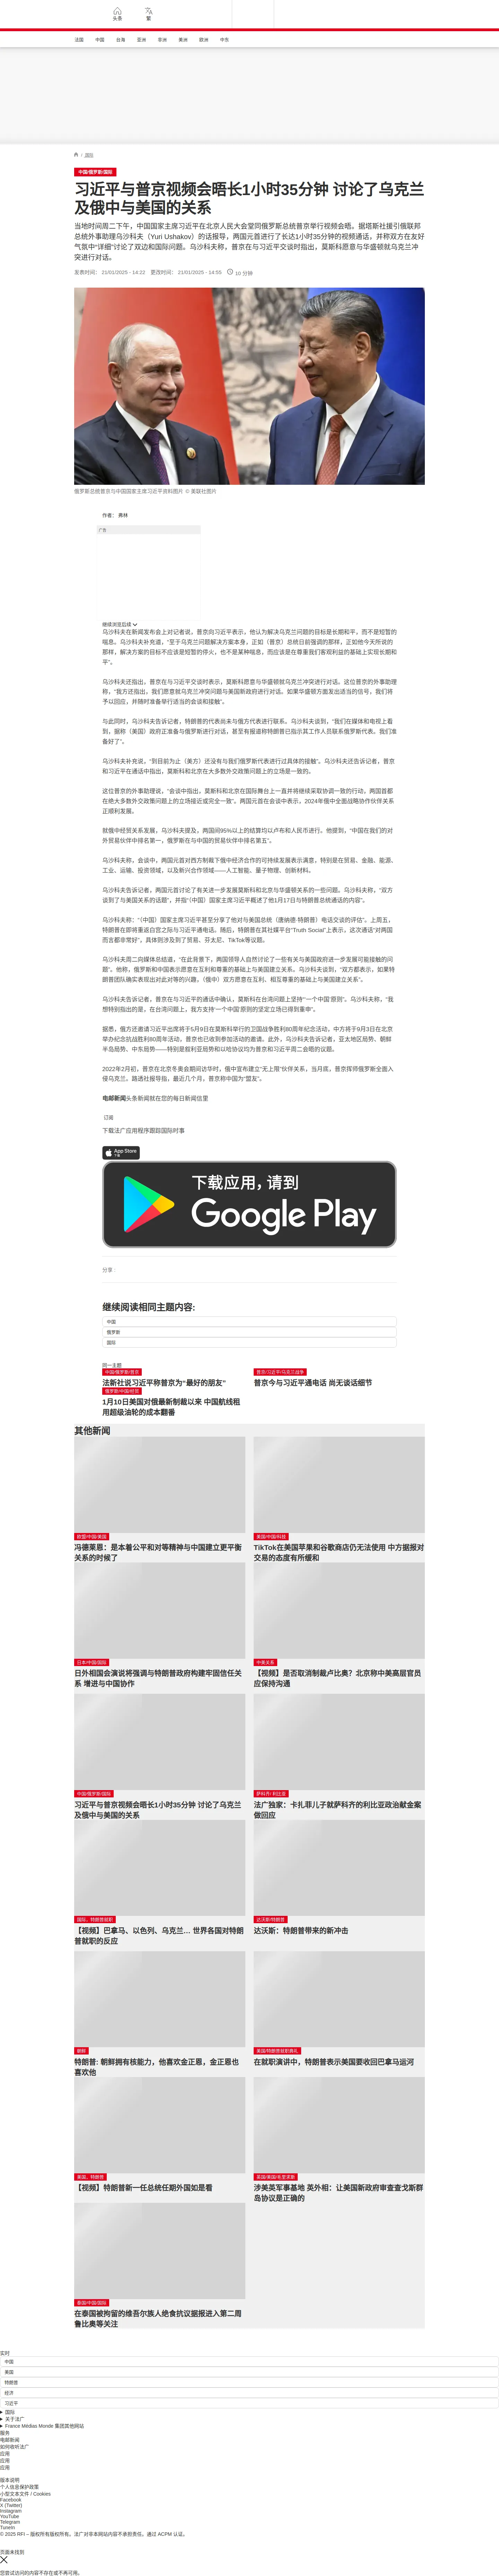 头条
繁
法国
中国
台海
亚洲
非洲
美洲
欧洲
中东
/ 国际
中国/俄罗斯/国际
习近平与普京视频会晤长1小时35分钟 讨论了乌克兰
及俄中与美国的关系
当地时间周二下午，中国国家主席习近平在北京人民大会堂同俄罗斯总统普京举行视频会晤。据塔斯社援引俄联邦
总统外事助理乌沙科夫（Yuri Ushakov）的话报导，两国元首进行了长达1小时35分钟的视频通话，并称双方在友好
气氛中“详细”讨论了双边和国际问题。乌沙科夫称，普京在与习近平交谈时指出，莫斯科愿意与华盛顿就乌克兰冲
突进行对话。
发表时间： 21/01/2025 - 14:22 更改时间： 21/01/2025 - 14:55 10 分钟
俄罗斯总统普京与中国国家主席习近平资料图片 © 美联社图片
作者： 弗林
广告
继续浏览后续
乌沙科夫在新闻发布会上对记者说，普京向习近平表示，他认为解决乌克兰问题的目标是长期和平，而不是短暂的
喘息。乌沙科夫补充道，“至于乌克兰问题解决方案本身，正如（普京）总统日前强调的那样，正如他今天所说的
那样，解决方案的目标不应该是短暂的停火，也不是某种喘息，而应该是在尊重我们客观利益的基础上实现长期和
平”。
乌沙科夫还指出，普京在与习近平交谈时表示，莫斯科愿意与华盛顿就乌克兰冲突进行对话。这位普京的外事助理
称，“我方还指出，我们愿意就乌克兰冲突问题与美国新政府进行对话。如果华盛顿方面发出适当的信号，我们将
予以回应，并随时准备举行适当的会谈和接触”。
与此同时，乌沙科夫告诉记者，特朗普的代表尚未与俄方代表进行联系。乌沙科夫谈到，“我们在媒体和电视上看
到，据称（美国）政府正准备与俄罗斯进行对话，甚至有报道称特朗普已指示其工作人员联系俄罗斯代表。我们准
备好了”。
乌沙科夫补充说，“到目前为止（美方）还没有与我们俄罗斯代表进行过具体的接触”。乌沙科夫还告诉记者，普京
和习近平在通话中指出，莫斯科和北京在大多数外交政策问题上的立场是一致的。
这位普京的外事助理说，“会谈中指出，莫斯科和北京在国际舞台上一直并将继续采取协调一致的行动，两国首都
在绝大多数外交政策问题上的立场接近或完全一致”。两国元首在会谈中表示，2024年俄中全面战略协作伙伴关系
正顺利发展。
就俄中经贸关系发展，乌沙科夫提及，两国间95%以上的结算均以卢布和人民币进行。他提到，“中国在我们的对
外贸易伙伴中排名第一，俄罗斯在与中国的贸易伙伴中排名第五”。
乌沙科夫称，会谈中，两国元首对西方制裁下俄中经济合作的可持续发展表示满意，特别是在贸易、金融、能源、
工业、运输、投资领域，以及新兴合作领域——人工智能、量子物理、创新材料。
乌沙科夫告诉记者，两国元首讨论了有关进一步发展莫斯科和北京与华盛顿关系的一些问题。乌沙科夫称，“双方
谈到了与美国关系的话题”，并指“（中国）国家主席习近平概述了他1月17日与特朗普总统通话的内容”。
乌沙科夫称：“（中国）国家主席习近平甚至分享了他对与美国总统（唐纳德·特朗普）电话交谈的评估”。上周五，
特朗普在即将重返白宫之际与习近平通电话。随后，特朗普在其社媒平台“Truth Social”上表示，这次通话“对两国
而言都非常好”。具体则涉及到了贸易、芬太尼、TikTok等议题。
乌沙科夫周二向媒体总结道，“在此背景下，两国领导人自然讨论了一些有关与美国政府进一步发展可能接触的问
题”。他称，俄罗斯和中国表示愿意在互利和尊重的基础上与美国建立关系。乌沙科夫谈到，“双方都表示，如果特
朗普团队确实表现出对此对等的兴趣，（俄中）双方愿意在互利、相互尊重的基础上与美国建立关系”。
乌沙科夫告诉记者，普京在与习近平的通话中确认，莫斯科在台湾问题上坚持“‘一个中国’原则”。乌沙科夫称，“我
想特别指出的是，在台湾问题上，我方支持‘一个中国’原则的坚定立场已得到重申”。
据悉，俄方还邀请习近平出席将于5月9日在莫斯科举行的卫国战争胜利80周年纪念活动，中方将于9月3日在北京
举办纪念抗战胜利80周年活动，普京也已收到参加活动的邀请。此外，乌沙科夫告诉记者，亚太地区局势、朝鲜
半岛局势、中东局势——特别是叙利亚局势和以哈协议均为普京和习近平周二会晤的议题。
2022年2月初，普京在北京冬奥会期间访华时，俄中宣布建立“无上限”伙伴关系，当月底，普京挥师俄罗斯全面入
侵乌克兰。路透社报导指，最近几个月，普京称中国为“盟友”。
电邮新闻头条新闻就在您的每日新闻信里
订阅
下载法广应用程序跟踪国际时事
App Store
下载应用，请到
Google Play
分享 :
继续阅读相同主题内容:
中国
俄罗斯
国际
同一主题
中国/俄罗斯/普京
法新社说习近平称普京为“最好的朋友”
普京/习近平/乌克兰战争
普京今与习近平通电话 尚无谈话细节
俄罗斯/中国/经贸
1月10日美国对俄最新制裁以来 中国航线租
用超级油轮的成本翻番
其他新闻
欧盟/中国/美国
冯德莱恩：是本着公平和对等精神与中国建立更平衡
关系的时候了
美国/中国/科技
TikTok在美国苹果和谷歌商店仍无法使用 中方据报对
交易的态度有所缓和
日本/中国/国际
日外相国会演说将强调与特朗普政府构建牢固信任关
系 增进与中国协作
中美关系
【视频】是否取消制裁卢比奥？北京称中美高层官员
应保持沟通
中国/俄罗斯/国际
习近平与普京视频会晤长1小时35分钟 讨论了乌克兰
及俄中与美国的关系
萨科齐/ 利比亚
法广独家：卡扎菲儿子就萨科齐的利比亚政治献金案
做回应
国际，特朗普就职
【视频】巴拿马、以色列、乌克兰… 世界各国对特朗
普就职的反应
达沃斯/特朗普
达沃斯：特朗普带来的新冲击
朝鲜
特朗普: 朝鲜拥有核能力，他喜欢金正恩，金正恩也
喜欢他
美国/特朗普就职典礼
在就职演讲中，特朗普表示美国要收回巴拿马运河
美国，特朗普
【视频】特朗普新一任总统任期外国如是看
英国/美国/毛里求斯
涉美英军事基地 英外相：让美国新政府审查查戈斯群
岛协议是正确的
泰国/中国/国际
在泰国被拘留的维吾尔族人绝食抗议据报进入第二周
鲁比奥等关注
实时
中国
美国
特朗普
经济
习近平
国际
关于法广
France Médias Monde 集团其他网站
服务
电邮新闻
如何收听法广
应用
应用
应用
版本说明
个人信息保护政策
小型文本文件 / Cookies
Facebook
X (Twitter)
Instagram
YouTube
Telegram
TuneIn
© 2025 RFI – 版权所有版权所有。法广对非本网站内容不承担责任。通过 ACPM 认证。
页面未找到
您尝试访问的内容不存在或不再可用。